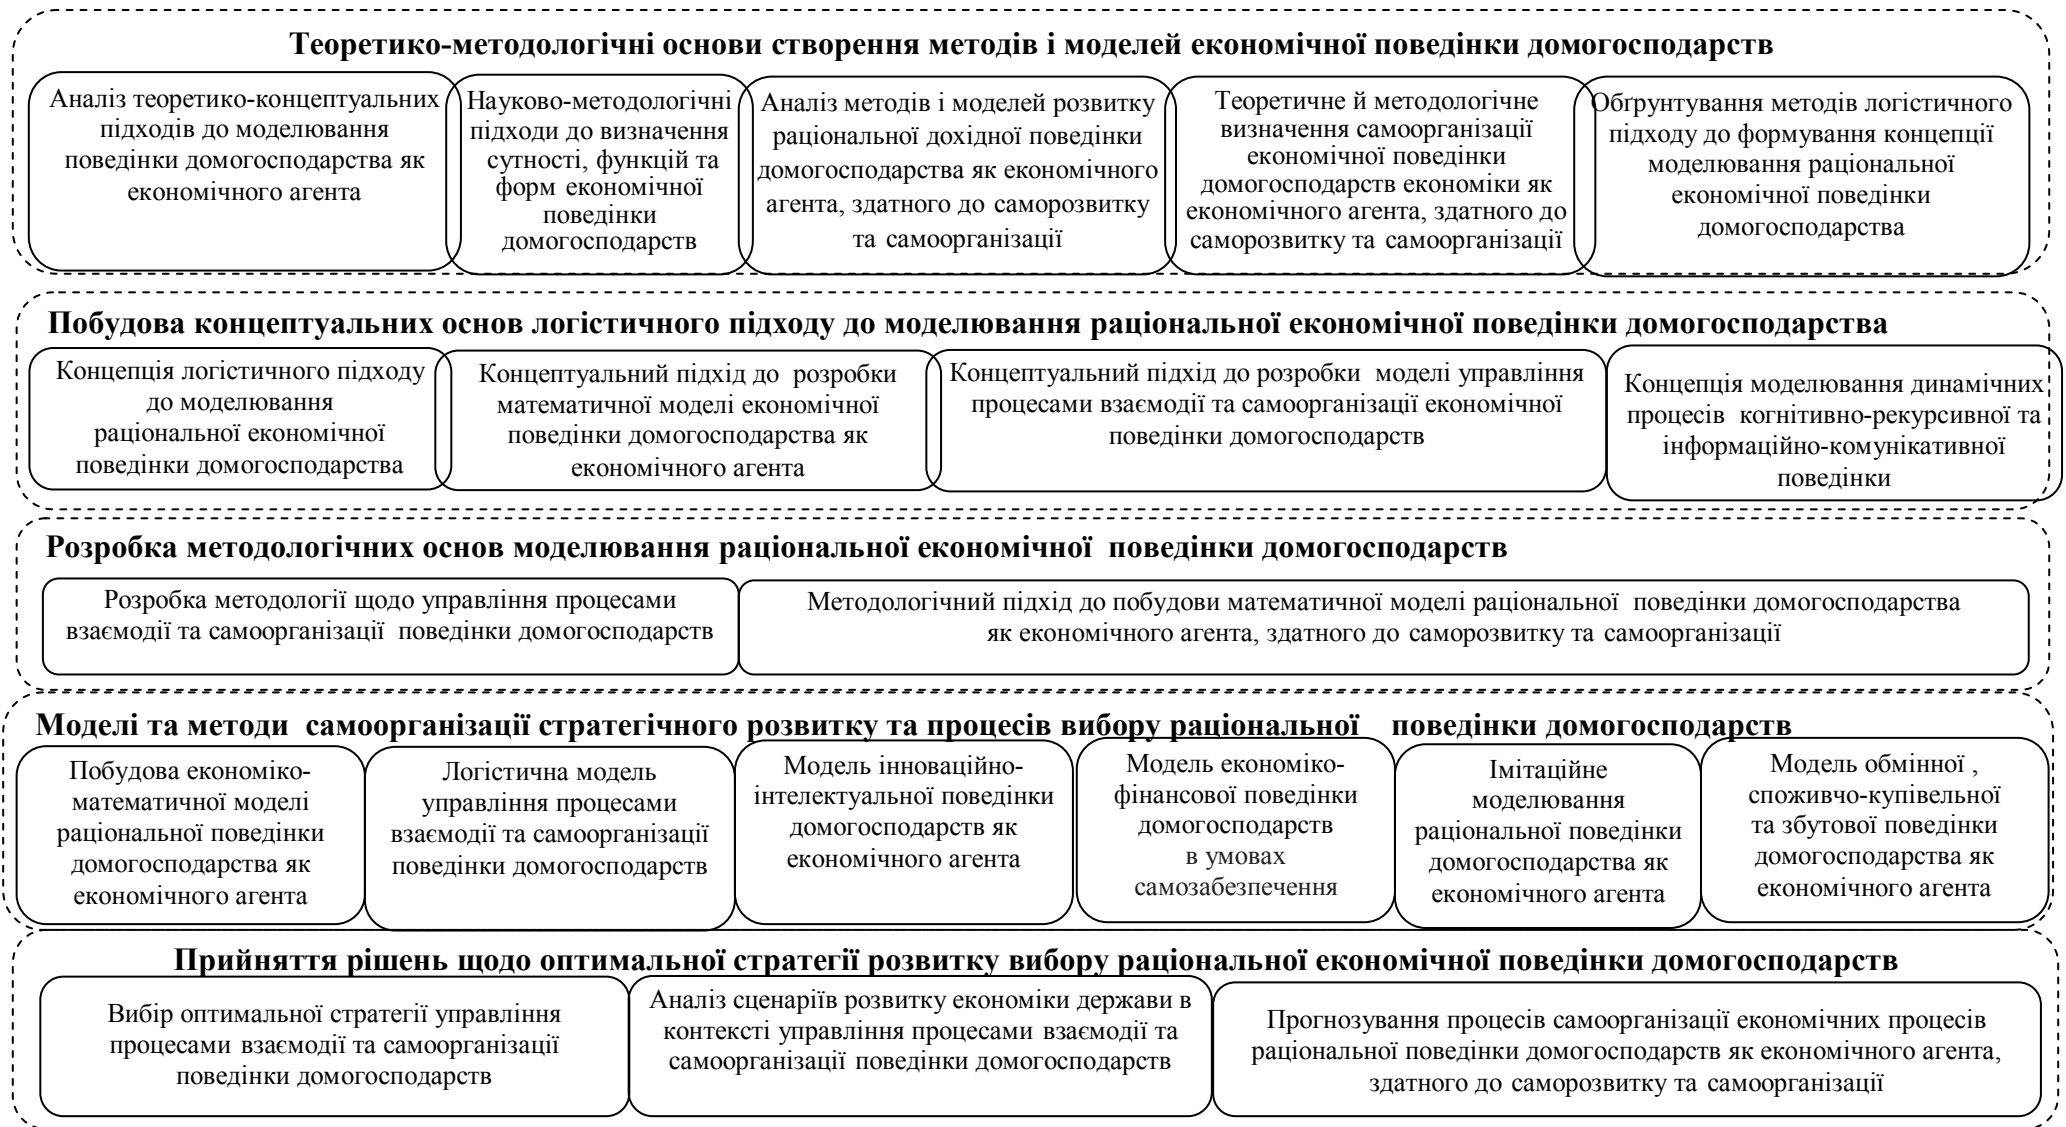 Теоретико-методологічні основи створення методів і моделей економічної поведінки домогосподарств
Аналіз теоретико-концептуальних
підходів до моделювання
поведінки домогосподарства як
економічного агента
Науково-методологічні
підходи до визначення
сутності, функцій та
форм економічної
поведінки
домогосподарств
Аналіз методів і моделей розвитку
раціональної дохідної поведінки
домогосподарства як економічного
агента, здатного до саморозвитку
та самоорганізації
Теоретичне й методологічне
визначення самоорганізації
економічної поведінки
домогосподарств економіки як
економічного агента, здатного до
саморозвитку та самоорганізації
Обґрунтування методів логістичного
підходу до формування концепції
моделювання раціональної
економічної поведінки
домогосподарства
Побудова концептуальних основ логістичного підходу до моделювання раціональної економічної поведінки домогосподарства
Концепція логістичного підходу
до моделювання
раціональної економічної
поведінки домогосподарства
Концептуальний підхід до розробки
математичної моделі економічної
поведінки домогосподарства як
економічного агента
Концептуальний підхід до розробки моделі управління
процесами взаємодії та самоорганізації економічної
поведінки домогосподарств
Концепція моделювання динамічних
процесів когнітивно-рекурсивної та
інформаційно-комунікативної
поведінки
Розробка методологічних основ моделювання раціональної економічної поведінки домогосподарств
Розробка методології щодо управління процесами
взаємодії та самоорганізації поведінки домогосподарств
Методологічний підхід до побудови математичної моделі раціональної поведінки домогосподарства
як економічного агента, здатного до саморозвитку та самоорганізації
Моделі та методи самоорганізації стратегічного розвитку та процесів вибору раціональної поведінки домогосподарств
Побудова економіко-
математичної моделі
раціональної поведінки
домогосподарства як
економічного агента
Логістична модель
управління процесами
взаємодії та самоорганізації
поведінки домогосподарств
Модель інноваційно-
інтелектуальної поведінки
домогосподарств як
економічного агента
Модель економіко-
фінансової поведінки
домогосподарств
в умовах
самозабезпечення
Імітаційне
моделювання
раціональної поведінки
домогосподарства як
економічного агента
Модель обмінної ,
споживчо-купівельної
та збутової поведінки
домогосподарства як
економічного агента
Прийняття рішень щодо оптимальної стратегії розвитку вибору раціональної економічної поведінки домогосподарств
Вибір оптимальної стратегії управління
процесами взаємодії та самоорганізації
поведінки домогосподарств
Аналіз сценаріїв розвитку економіки держави в
контексті управління процесами взаємодії та
самоорганізації поведінки домогосподарств
Прогнозування процесів самоорганізації економічних процесів
раціональної поведінки домогосподарств як економічного агента,
здатного до саморозвитку та самоорганізації